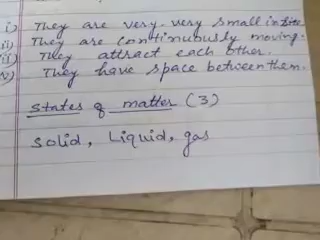 i) They are very-very small in size.
ii) They are continuously moving.
iii) They attract each other.
iv) They have space between them.
States of matter (3)
Solid, Liquid, gas